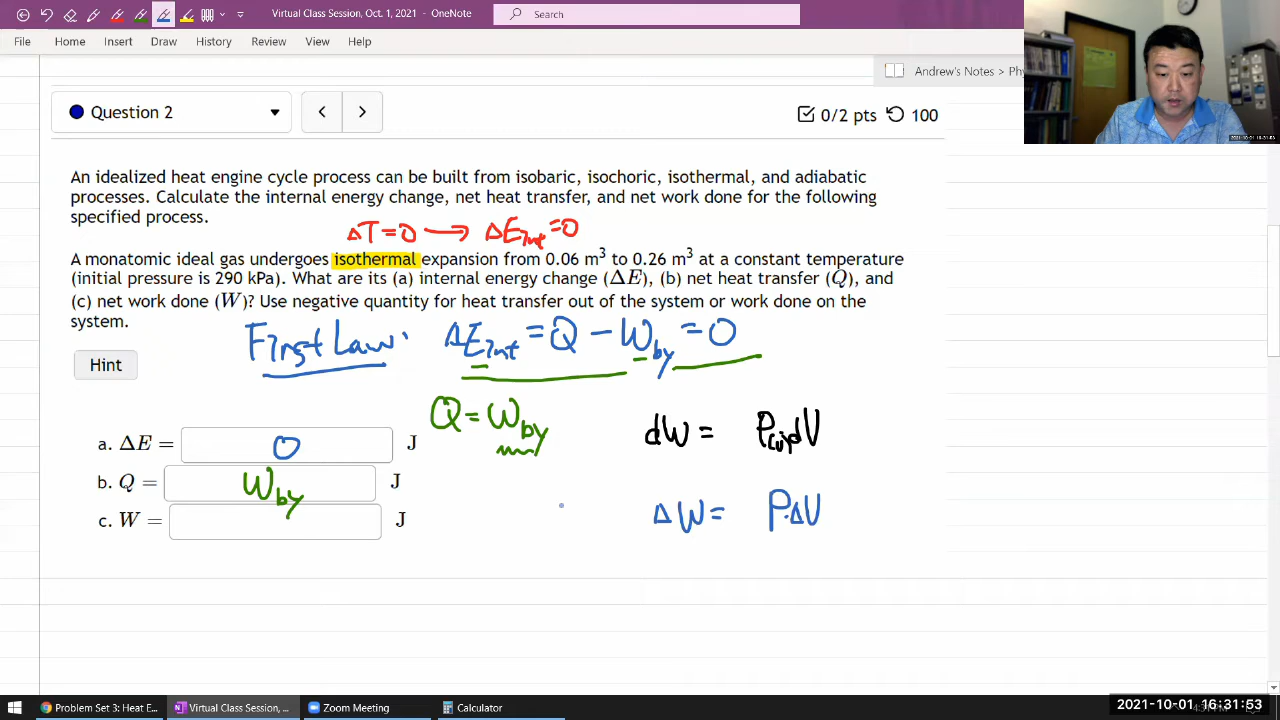 Virtual Class Session, Oct. 1, 2021 - OneNote
Search
File Home Insert Draw History Review View Help
Andrew's Notes > Phy
Question 2
0/2 pts 100
An idealized heat engine cycle process can be built from isobaric, isochoric, isothermal, and adiabatic
processes. Calculate the internal energy change, net heat transfer, and net work done for the following
specified process.
ΔT = 0 → ΔE_int = 0
A monatomic ideal gas undergoes isothermal expansion from 0.06 m³ to 0.26 m³ at a constant temperature
(initial pressure is 290 kPa). What are its (a) internal energy change (ΔE), (b) net heat transfer (Q), and
(c) net work done (W)? Use negative quantity for heat transfer out of the system or work done on the
system.
First Law: ΔE_int = Q - W_by = 0
Hint
Q = W_by
dW = P(v)dV
a. ΔE = 0 J
b. Q = W_by J
c. W = J
ΔW = P·ΔV
Problem Set 3: Heat E...
Virtual Class Session,...
Zoom Meeting
Calculator
2021-10-01 16:31:53